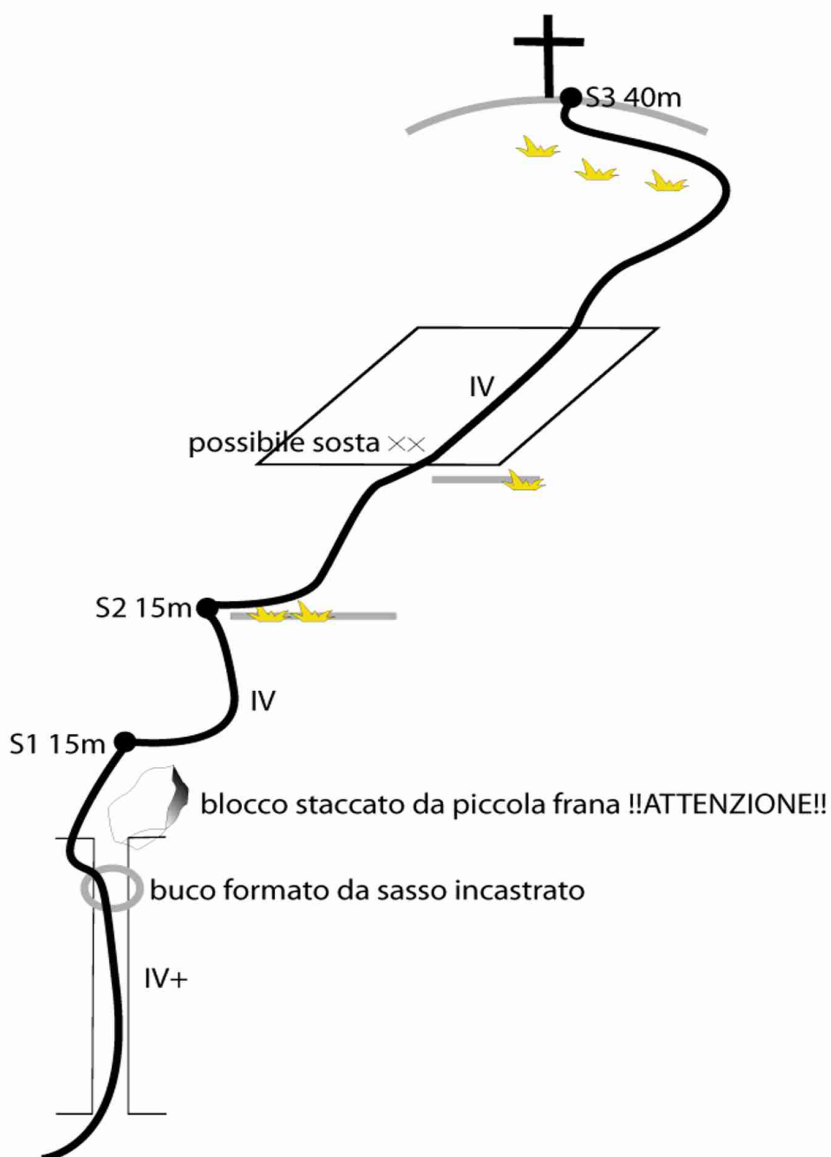 S3 40m
IV
possibile sosta ××
S2 15m
IV
S1 15m
blocco staccato da piccola frana !!ATTENZIONE!!
buco formato da sasso incastrato
IV+